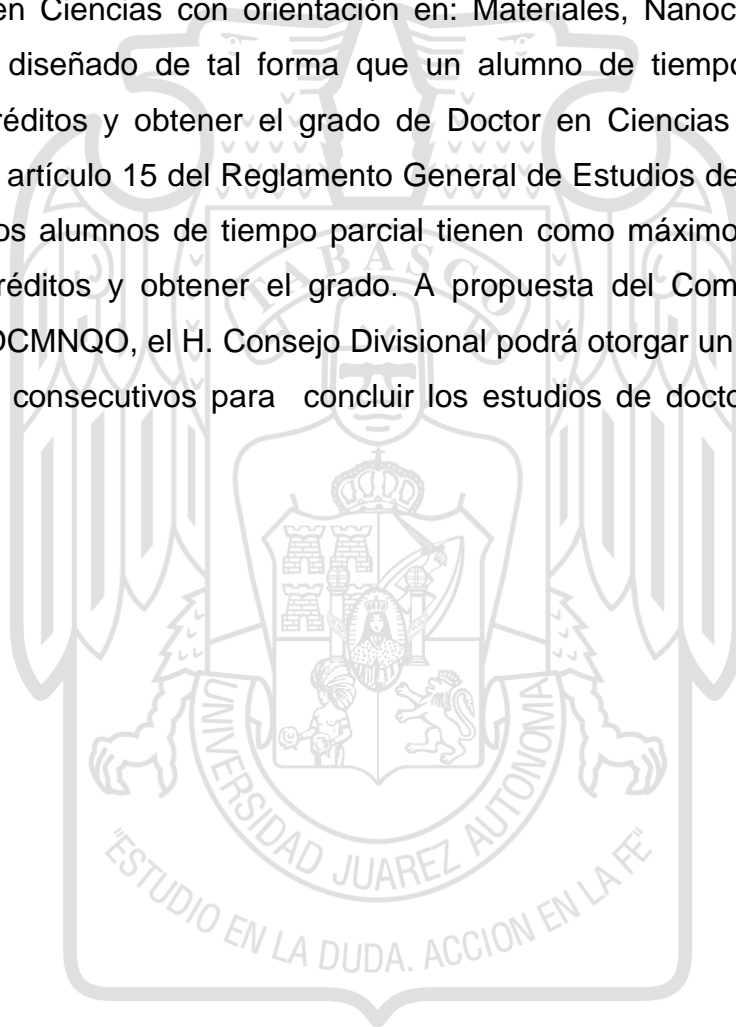 en Ciencias con orientación en: Materiales, Nanoc
diseñado de tal forma que un alumno de tiempo
réditos y obtener el grado de Doctor en Ciencias
artículo 15 del Reglamento General de Estudios de
os alumnos de tiempo parcial tienen como máximo
réditos y obtener el grado. A propuesta del Com
DCMNQO, el H. Consejo Divisional podrá otorgar un
consecutivos para concluir los estudios de docto
TABASCO
UNIVERSIDAD JUAREZ AUTONOMA
"ESTUDIO EN LA DUDA. ACCION EN LA FE"